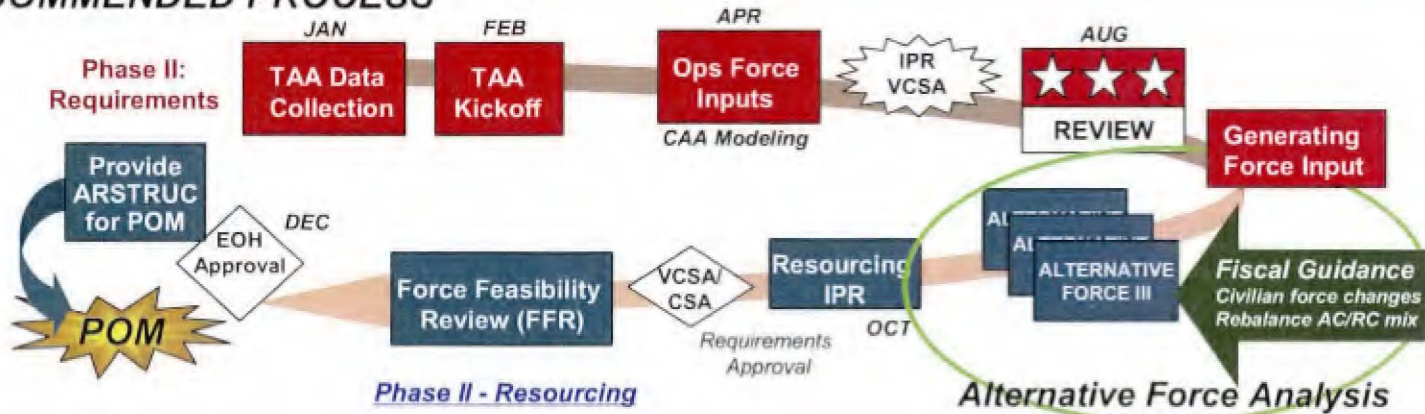 JAN
FEB
APR
AUG
Phase II:
Requirements
TAA Data
Collection
TAA
Kickoff
Ops Force
Inputs
CAA Modeling
IPR
VCSA
REVIEW
Generating
Force Input
Provide
ARSTRUC
for POM
EOH
Approval
DEC
POM
Force Feasibility
Review (FFR)
VCSA/
CSA
Requirements
Approval
Resourcing
IPR
OCT
ALTERNATIVE
FORCE III
Fiscal Guidance
Civilian force changes
Rebalance AC/RC mix
Phase II - Resourcing
Alternative Force Analysis